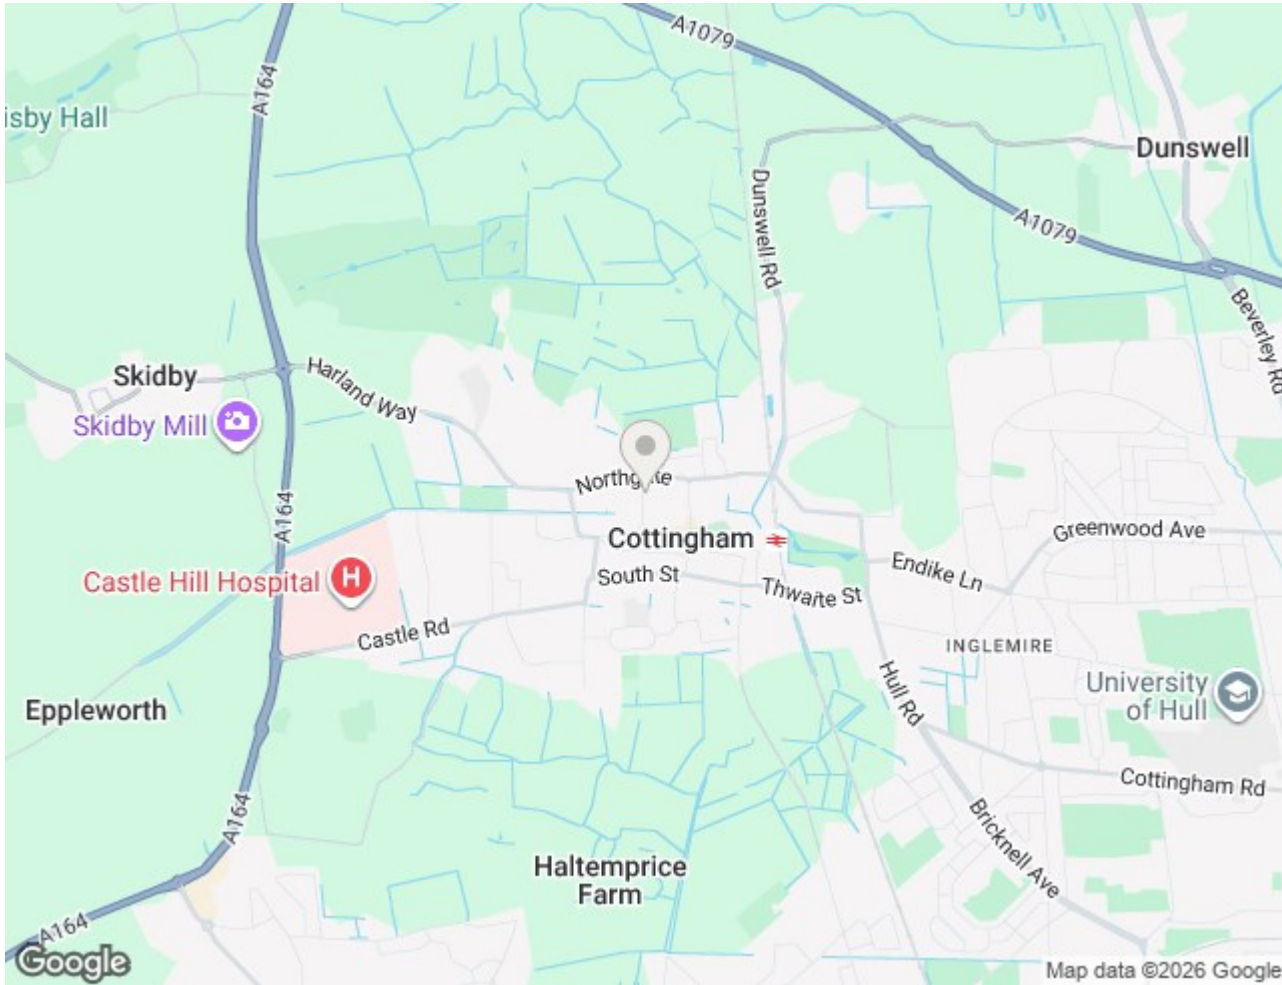 A1079
A164
isby Hall
Dunswell
Dunswell Rd
A1079
Beverley Rd
Harland Way
Skidby
Skidby Mill
Northgate
A164
Cottingham
Greenwood Ave
Castle Hill Hospital
H
South St
Endike Ln
Thwaite St
Castle Rd
INGLEMIRE
University
of Hull
Hull Rd
Eppleworth
Cottingham Rd
A164
Bricknell Ave
Haltemprice
Farm
A164
Google
Map data ©2026 Google